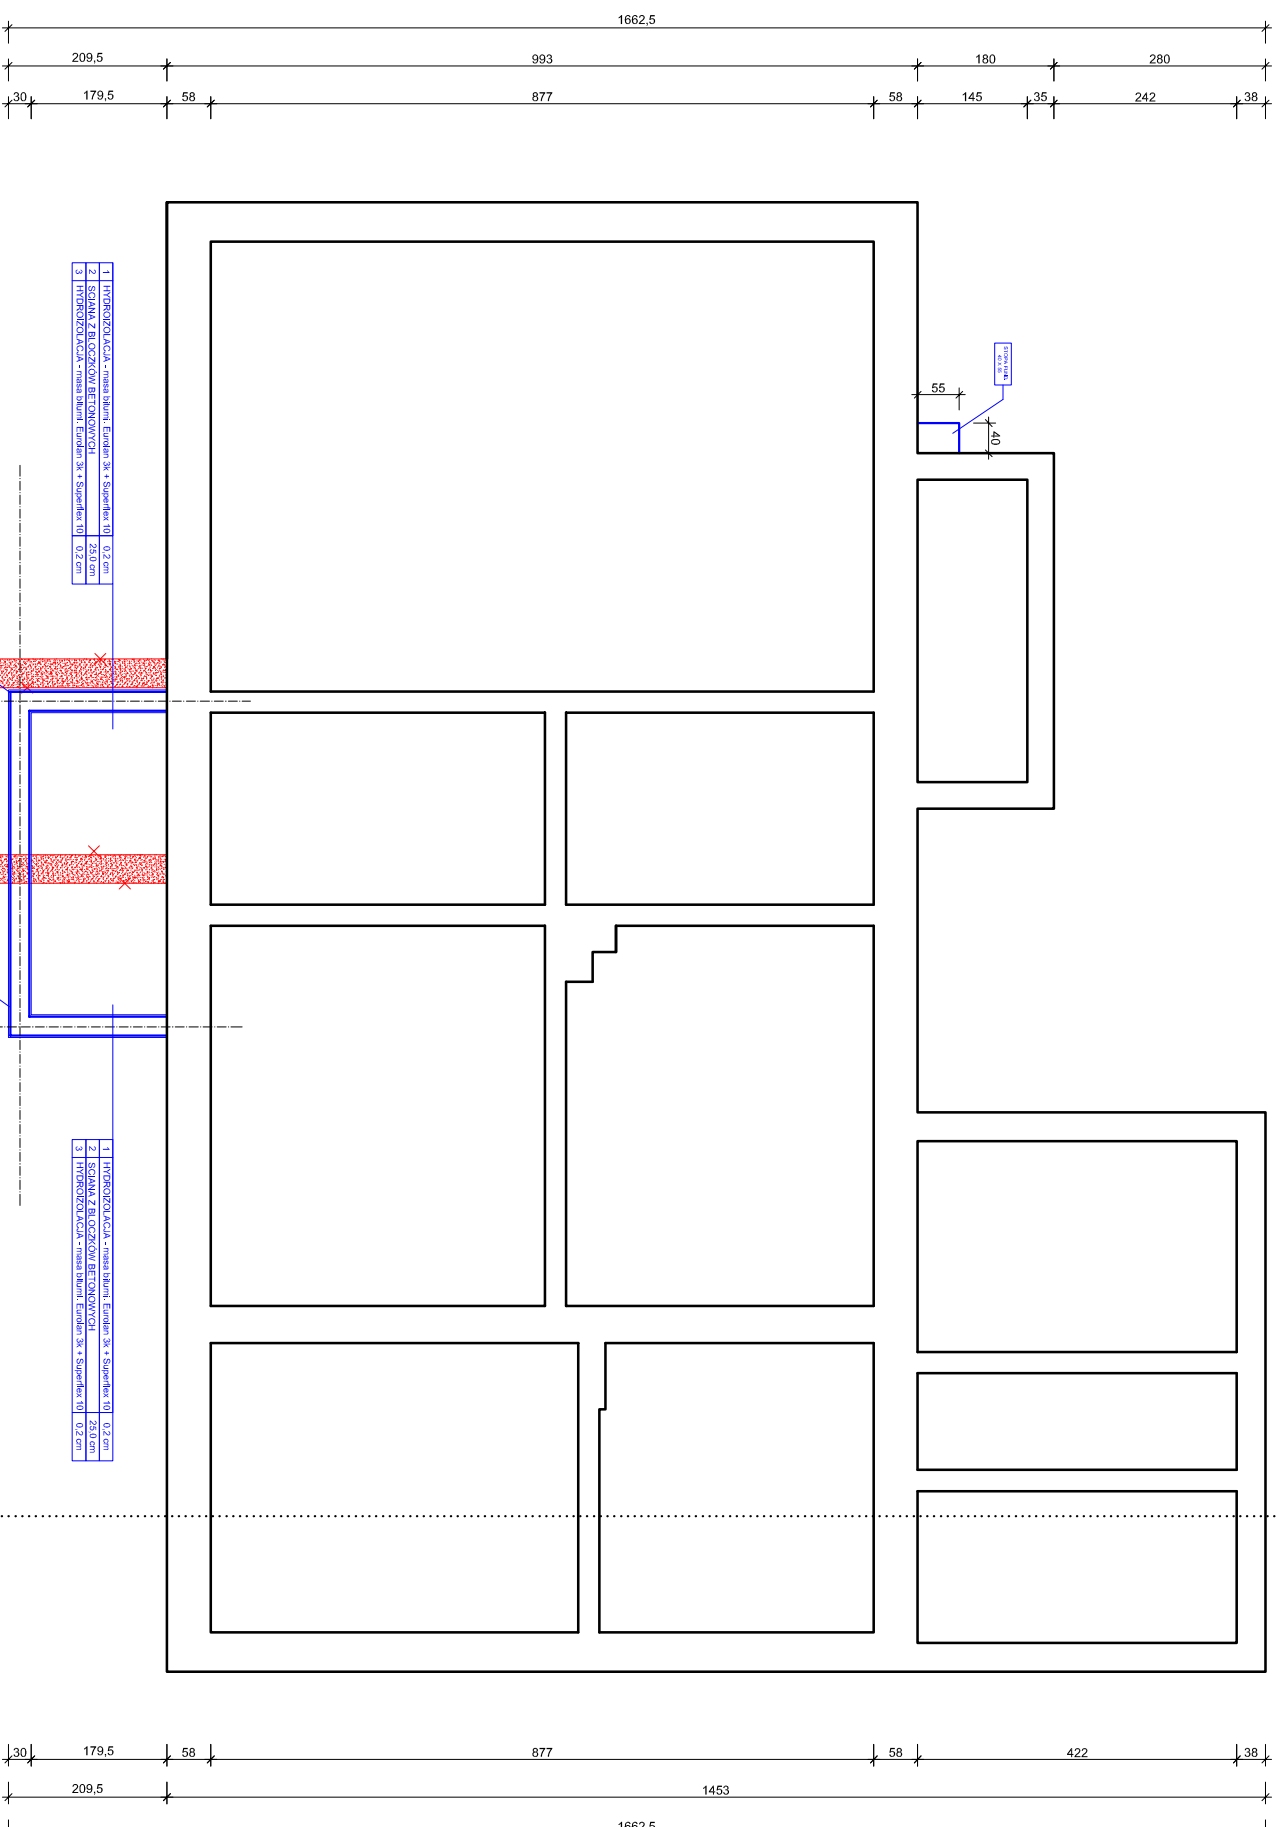 1662,5
209,5 993 180 280
30 179,5 58 877 58 145 35 242 38
1 HYDROIZOLACJA - masa bitumi. Eurolan 3k + Superflex 10 0,2 cm
2 ŚCIANA Z BLOCZKÓW BETONOWYCH 25,0 cm
3 HYDROIZOLACJA - masa bitumi. Eurolan 3k + Superflex 10 0,2 cm
STOPA FUND.
40 X 55
55
40
1 HYDROIZOLACJA - masa bitumi. Eurolan 3k + Superflex 10 0,2 cm
2 ŚCIANA Z BLOCZKÓW BETONOWYCH 25,0 cm
3 HYDROIZOLACJA - masa bitumi. Eurolan 3k + Superflex 10 0,2 cm
30 179,5 58 877 58 422 38
209,5 1453
1662,5